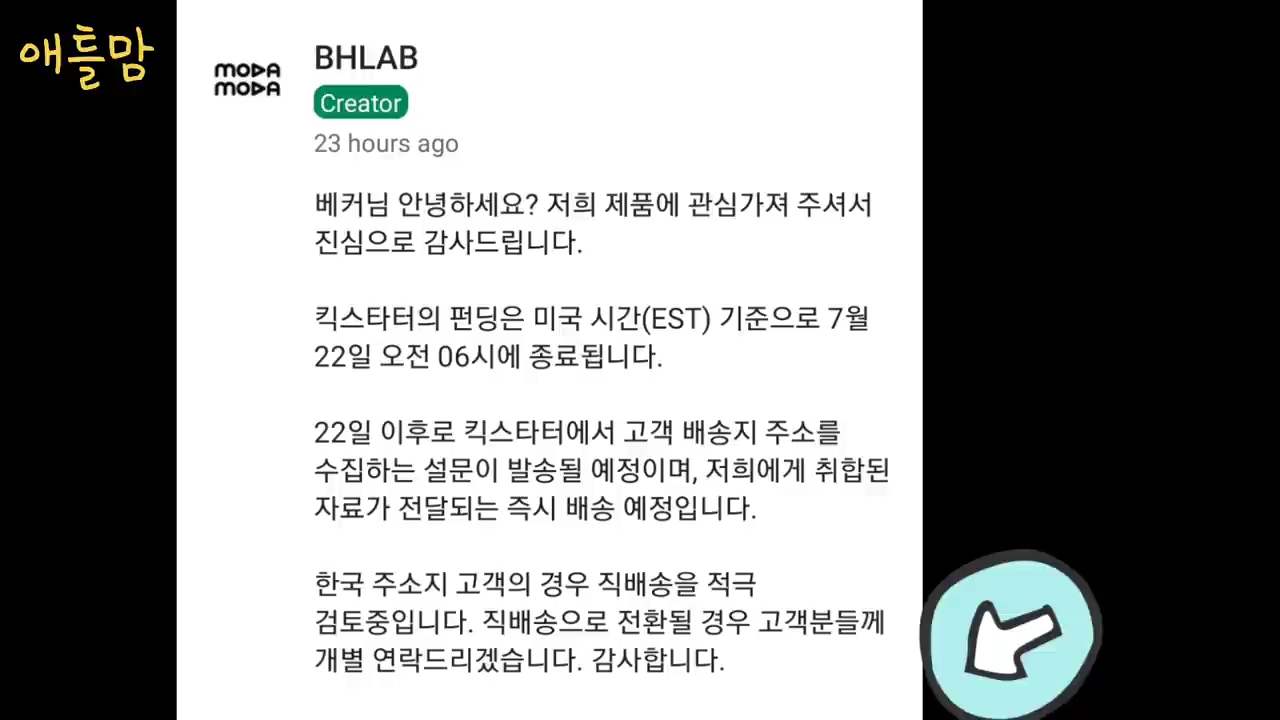 애틀맘
MODA
MODA
BHLAB
Creator
23 hours ago
베커님 안녕하세요? 저희 제품에 관심가져 주셔서
진심으로 감사드립니다.
킥스타터의 펀딩은 미국 시간(EST) 기준으로 7월
22일 오전 06시에 종료됩니다.
22일 이후로 킥스타터에서 고객 배송지 주소를
수집하는 설문이 발송될 예정이며, 저희에게 취합된
자료가 전달되는 즉시 배송 예정입니다.
한국 주소지 고객의 경우 직배송을 적극
검토중입니다. 직배송으로 전환될 경우 고객분들께
개별 연락드리겠습니다. 감사합니다.